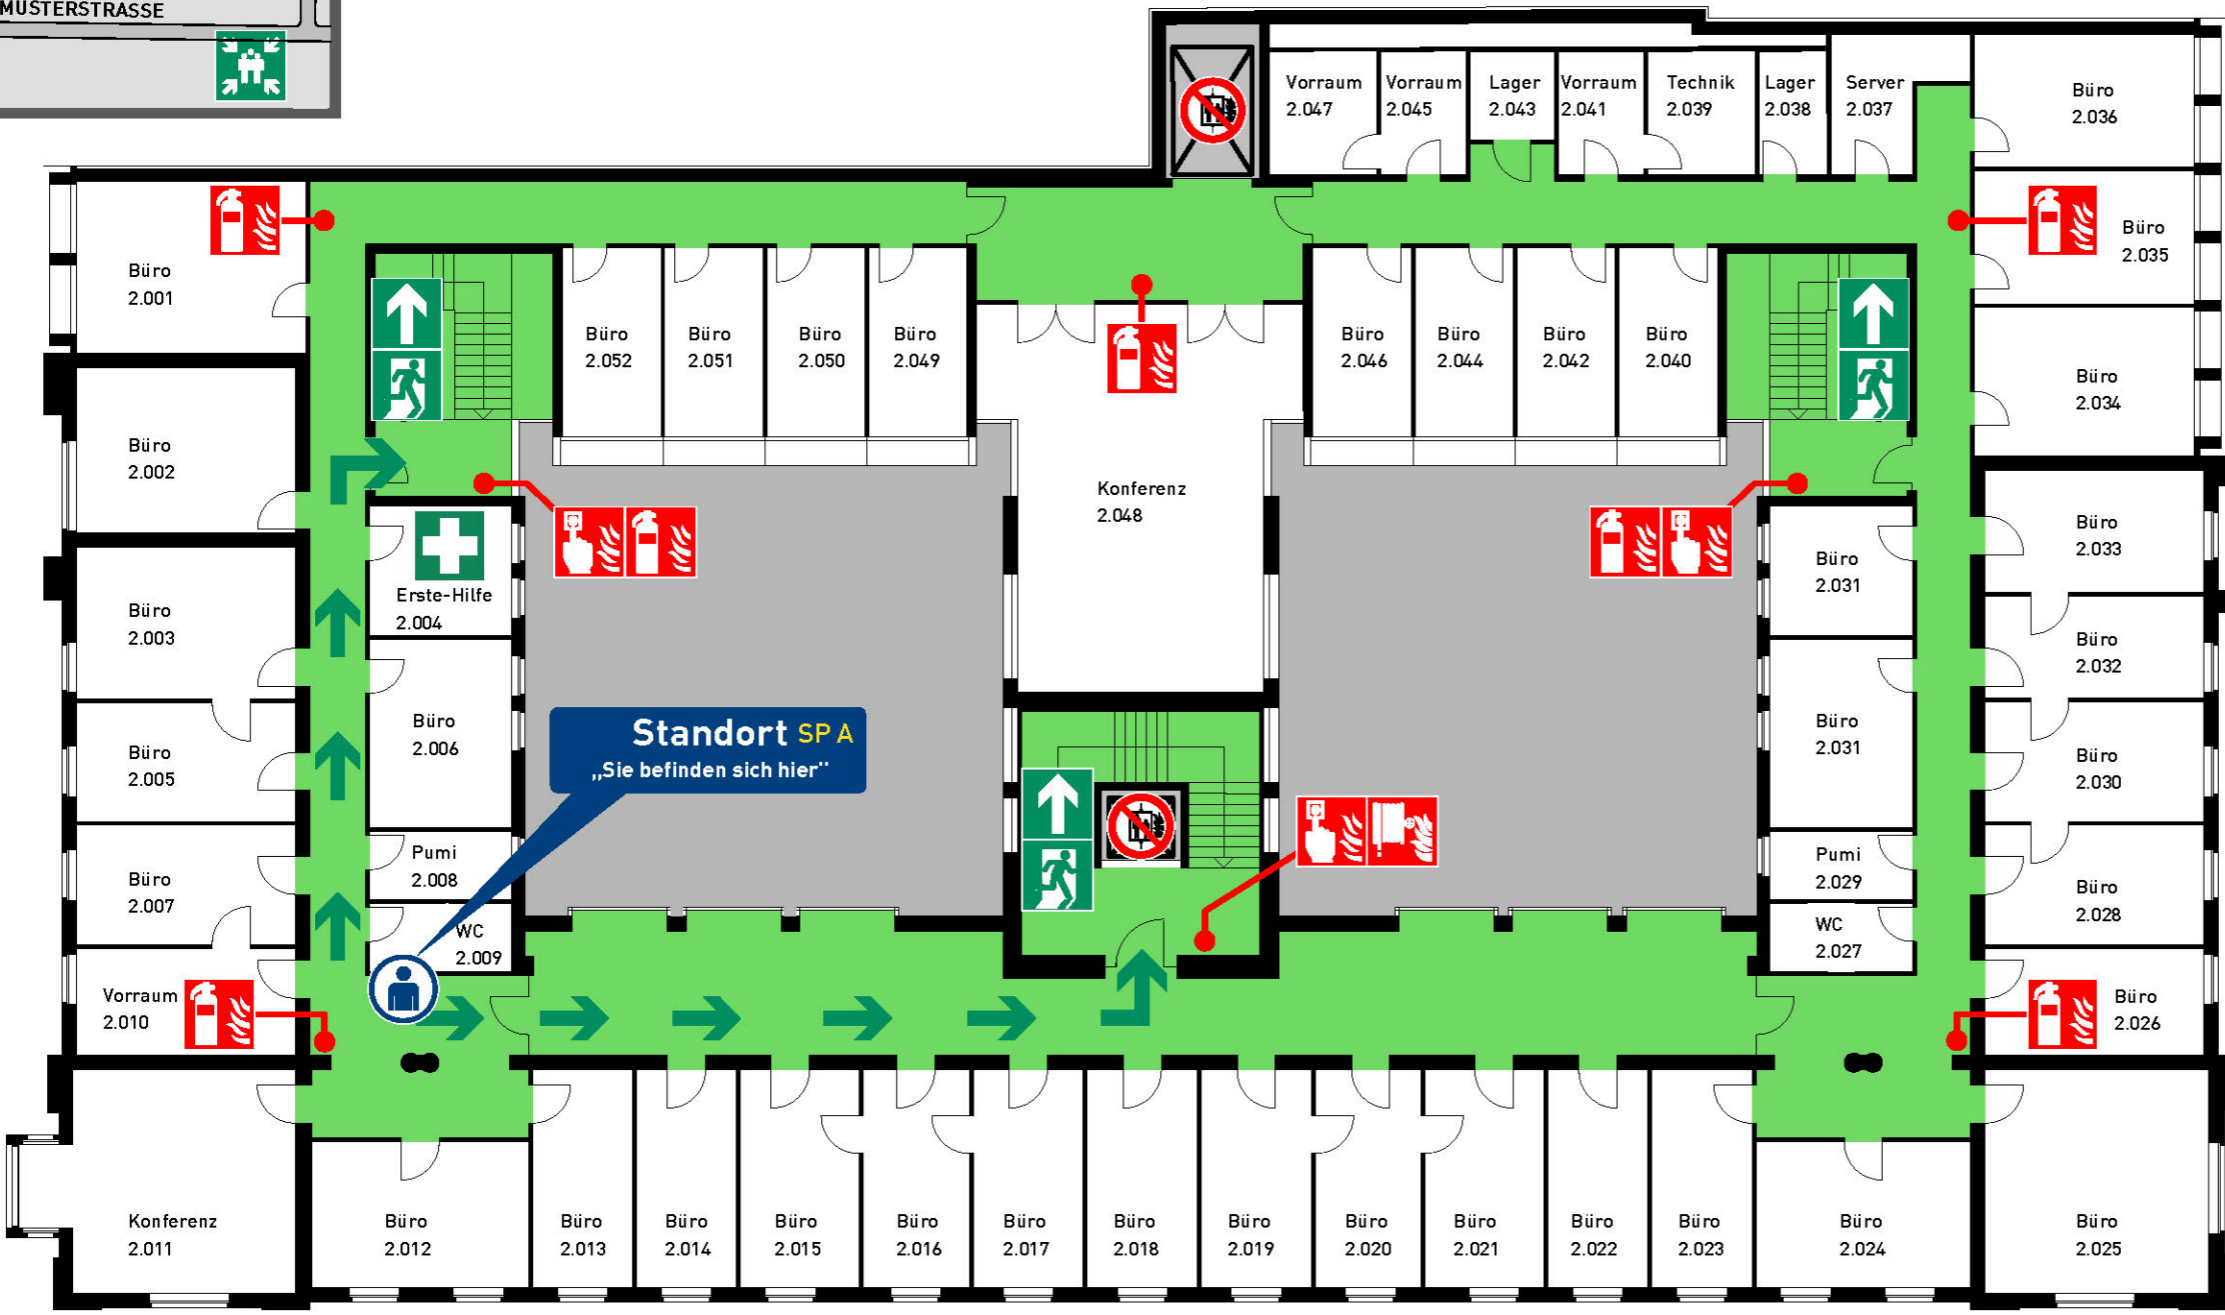 MUSTERSTRASSE
Vorraum
2.047
Vorraum
2.045
Lager
2.043
Vorraum
2.041
Technik
2.039
Lager
2.038
Server
2.037
Büro
2.036
Büro
2.001
Büro
2.035
Büro
2.052
Büro
2.051
Büro
2.050
Büro
2.049
Büro
2.046
Büro
2.044
Büro
2.042
Büro
2.040
Büro
2.034
Büro
2.002
Konferenz
2.048
Büro
2.033
Erste-Hilfe
2.004
Büro
2.031
Büro
2.003
Büro
2.032
Büro
2.006
Standort SP A
„Sie befinden sich hier"
Büro
2.031
Büro
2.005
Büro
2.030
Pumi
2.008
Pumi
2.029
Büro
2.007
Büro
2.028
WC
2.009
WC
2.027
Vorraum
2.010
Büro
2.026
Konferenz
2.011
Büro
2.012
Büro
2.013
Büro
2.014
Büro
2.015
Büro
2.016
Büro
2.017
Büro
2.018
Büro
2.019
Büro
2.020
Büro
2.021
Büro
2.022
Büro
2.023
Büro
2.024
Büro
2.025